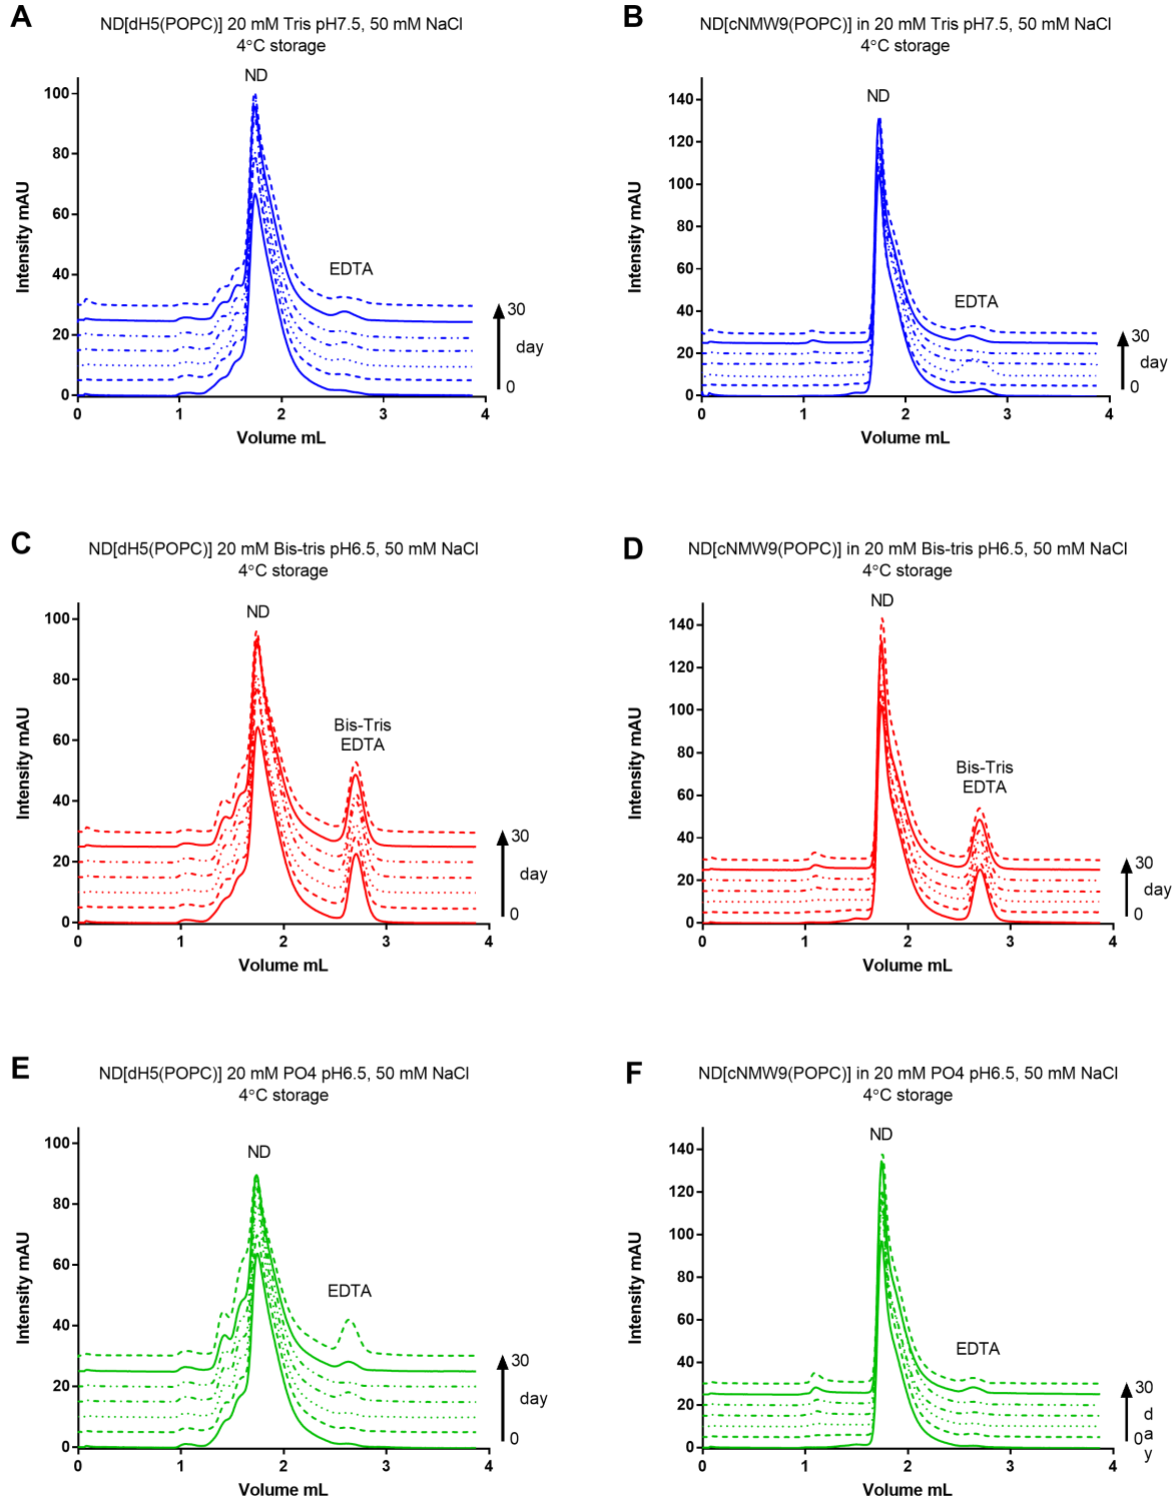 A
ND[dH5(POPC)] 20 mM Tris pH7.5, 50 mM NaCl
4°C storage
ND
EDTA
Intensity mAU
100
80
60
40
20
0
0
1
2
3
4
Volume mL
30
day
0
B
ND[cNMW9(POPC)] in 20 mM Tris pH7.5, 50 mM NaCl
4°C storage
ND
EDTA
Intensity mAU
140
120
100
80
60
40
20
0
0
1
2
3
4
Volume mL
30
day
0
C
ND[dH5(POPC)] 20 mM Bis-tris pH6.5, 50 mM NaCl
4°C storage
ND
Bis-Tris
EDTA
Intensity mAU
100
80
60
40
20
0
0
1
2
3
4
Volume mL
30
day
0
D
ND[cNMW9(POPC)] in 20 mM Bis-tris pH6.5, 50 mM NaCl
4°C storage
ND
Bis-Tris
EDTA
Intensity mAU
140
120
100
80
60
40
20
0
0
1
2
3
4
Volume mL
30
day
0
E
ND[dH5(POPC)] 20 mM PO4 pH6.5, 50 mM NaCl
4°C storage
ND
EDTA
Intensity mAU
100
80
60
40
20
0
0
1
2
3
4
Volume mL
30
day
0
F
ND[cNMW9(POPC)] in 20 mM PO4 pH6.5, 50 mM NaCl
4°C storage
ND
EDTA
Intensity mAU
140
120
100
80
60
40
20
0
0
1
2
3
4
Volume mL
30
d
a
y
0